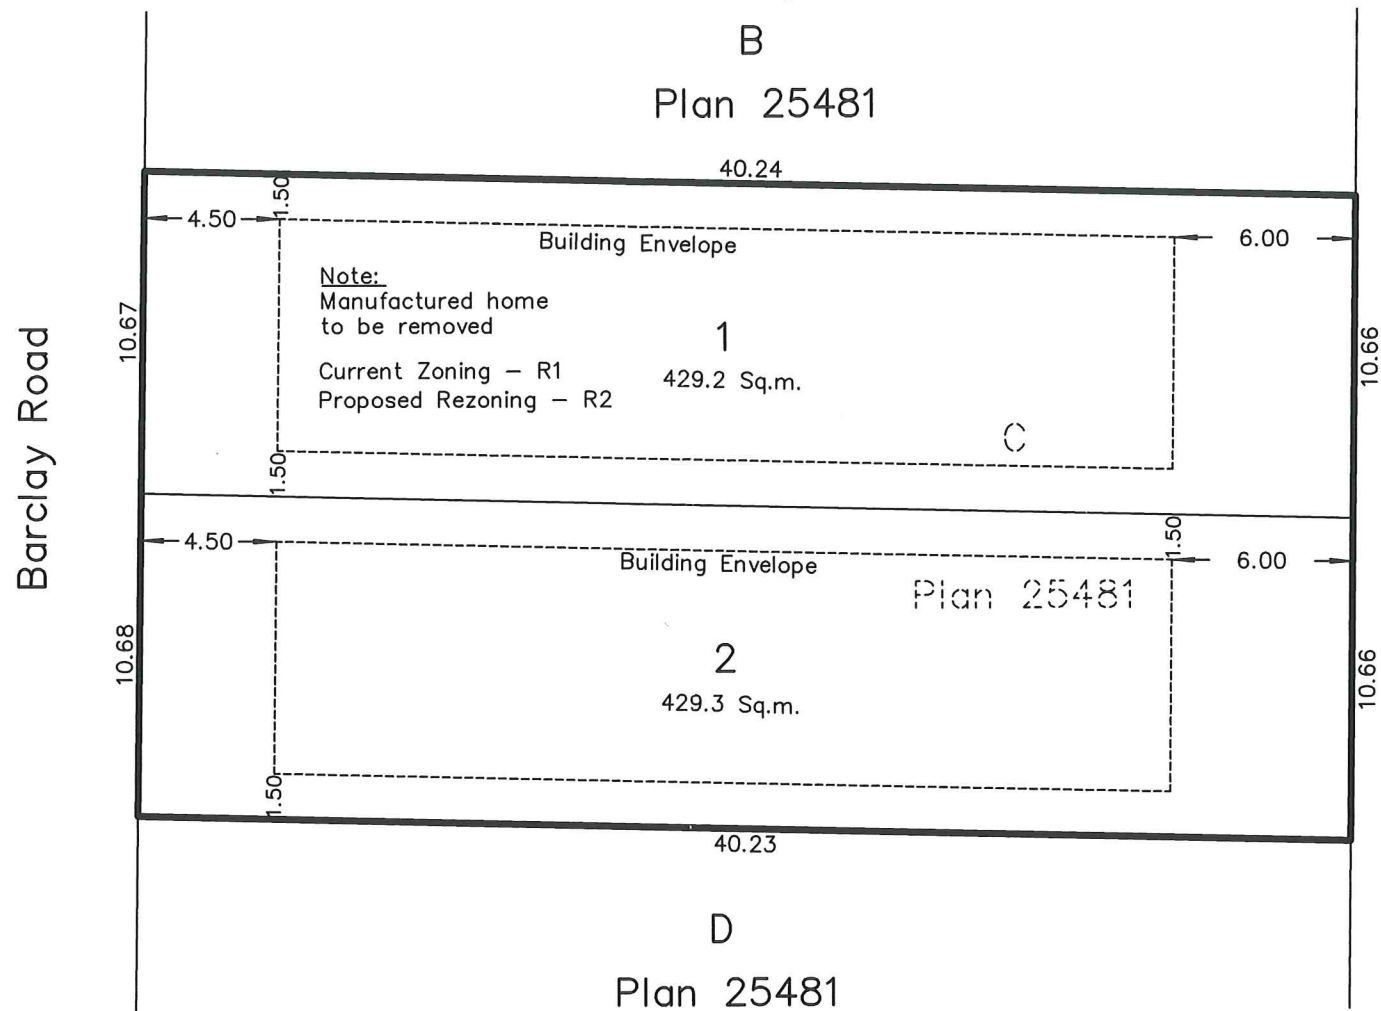 B
Plan 25481
40.24
1.50
4.50
6.00
Building Envelope
Note:
Manufactured home
to be removed
10.67
1
10.66
Current Zoning – R1
429.2 Sq.m.
Proposed Rezoning – R2
Barclay Road
C
1.50
1.50
4.50
6.00
Building Envelope
Plan 25481
10.68
2
10.66
429.3 Sq.m.
1.50
40.23
D
Plan 25481